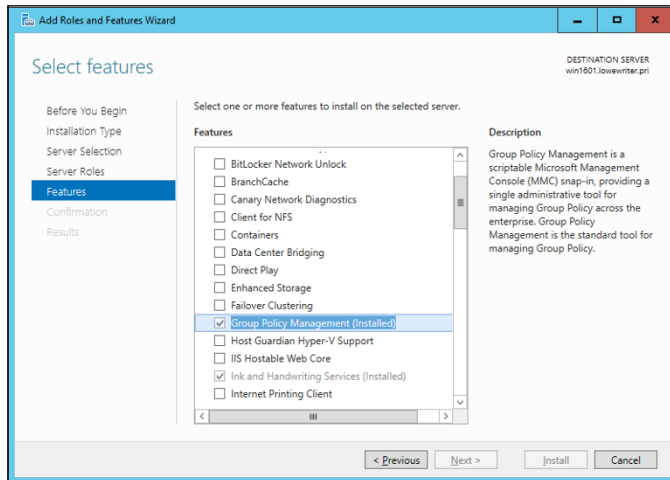 Add Roles and Features Wizard
Select features
DESTINATION SERVER
win1601.lowewriter.pri
Before You Begin
Installation Type
Server Selection
Server Roles
Features
Confirmation
Results
Select one or more features to install on the selected server.
Features
BitLocker Network Unlock
BranchCache
Canary Network Diagnostics
Client for NFS
Containers
Data Center Bridging
Direct Play
Enhanced Storage
Failover Clustering
Group Policy Management (Installed)
Host Guardian Hyper-V Support
IIS Hostable Web Core
Ink and Handwriting Services (Installed)
Internet Printing Client
Description
Group Policy Management is a
scriptable Microsoft Management
Console (MMC) snap-in, providing a
single administrative tool for
managing Group Policy across the
enterprise. Group Policy
Management is the standard tool for
managing Group Policy.
< Previous Next > Install Cancel